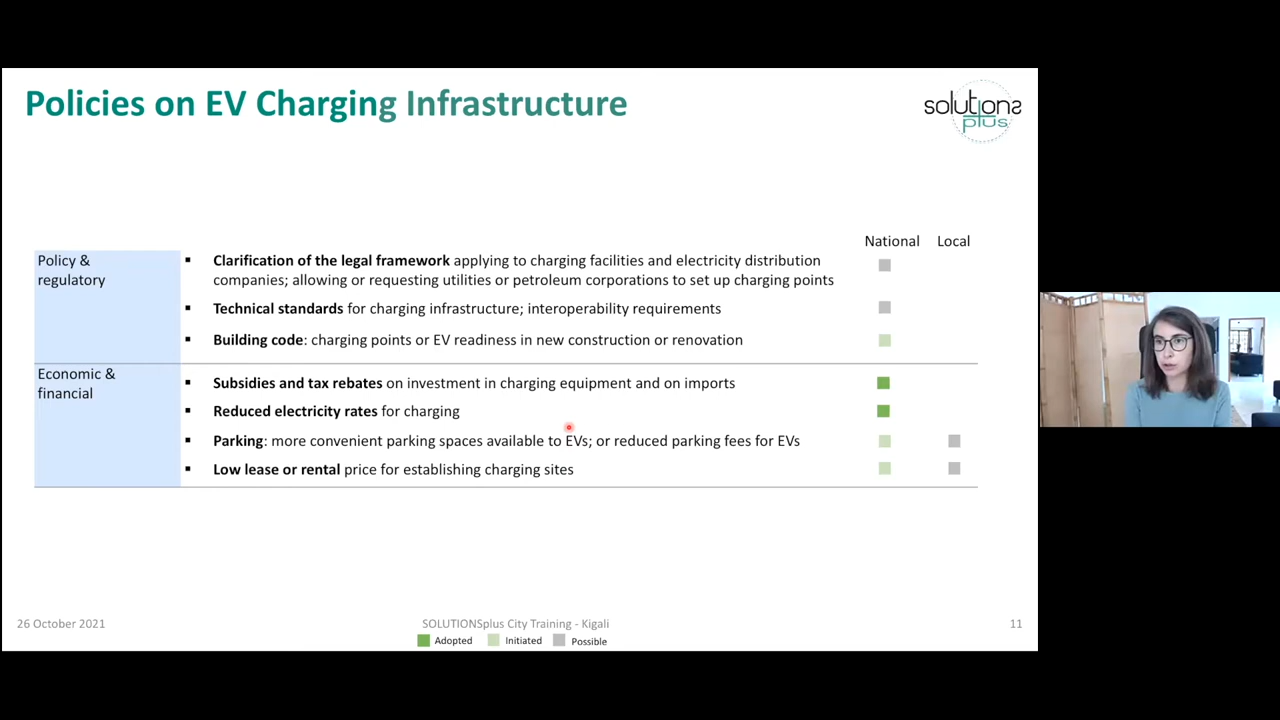 Policies on EV Charging Infrastructure
solutions
plus
National Local
Policy &
regulatory
▪ Clarification of the legal framework applying to charging facilities and electricity distribution
companies; allowing or requesting utilities or petroleum corporations to set up charging points
▪ Technical standards for charging infrastructure; interoperability requirements
▪ Building code: charging points or EV readiness in new construction or renovation
Economic &
financial
▪ Subsidies and tax rebates on investment in charging equipment and on imports
▪ Reduced electricity rates for charging
▪ Parking: more convenient parking spaces available to EVs; or reduced parking fees for EVs
▪ Low lease or rental price for establishing charging sites
26 October 2021
SOLUTIONSplus City Training - Kigali
11
Adopted Initiated Possible